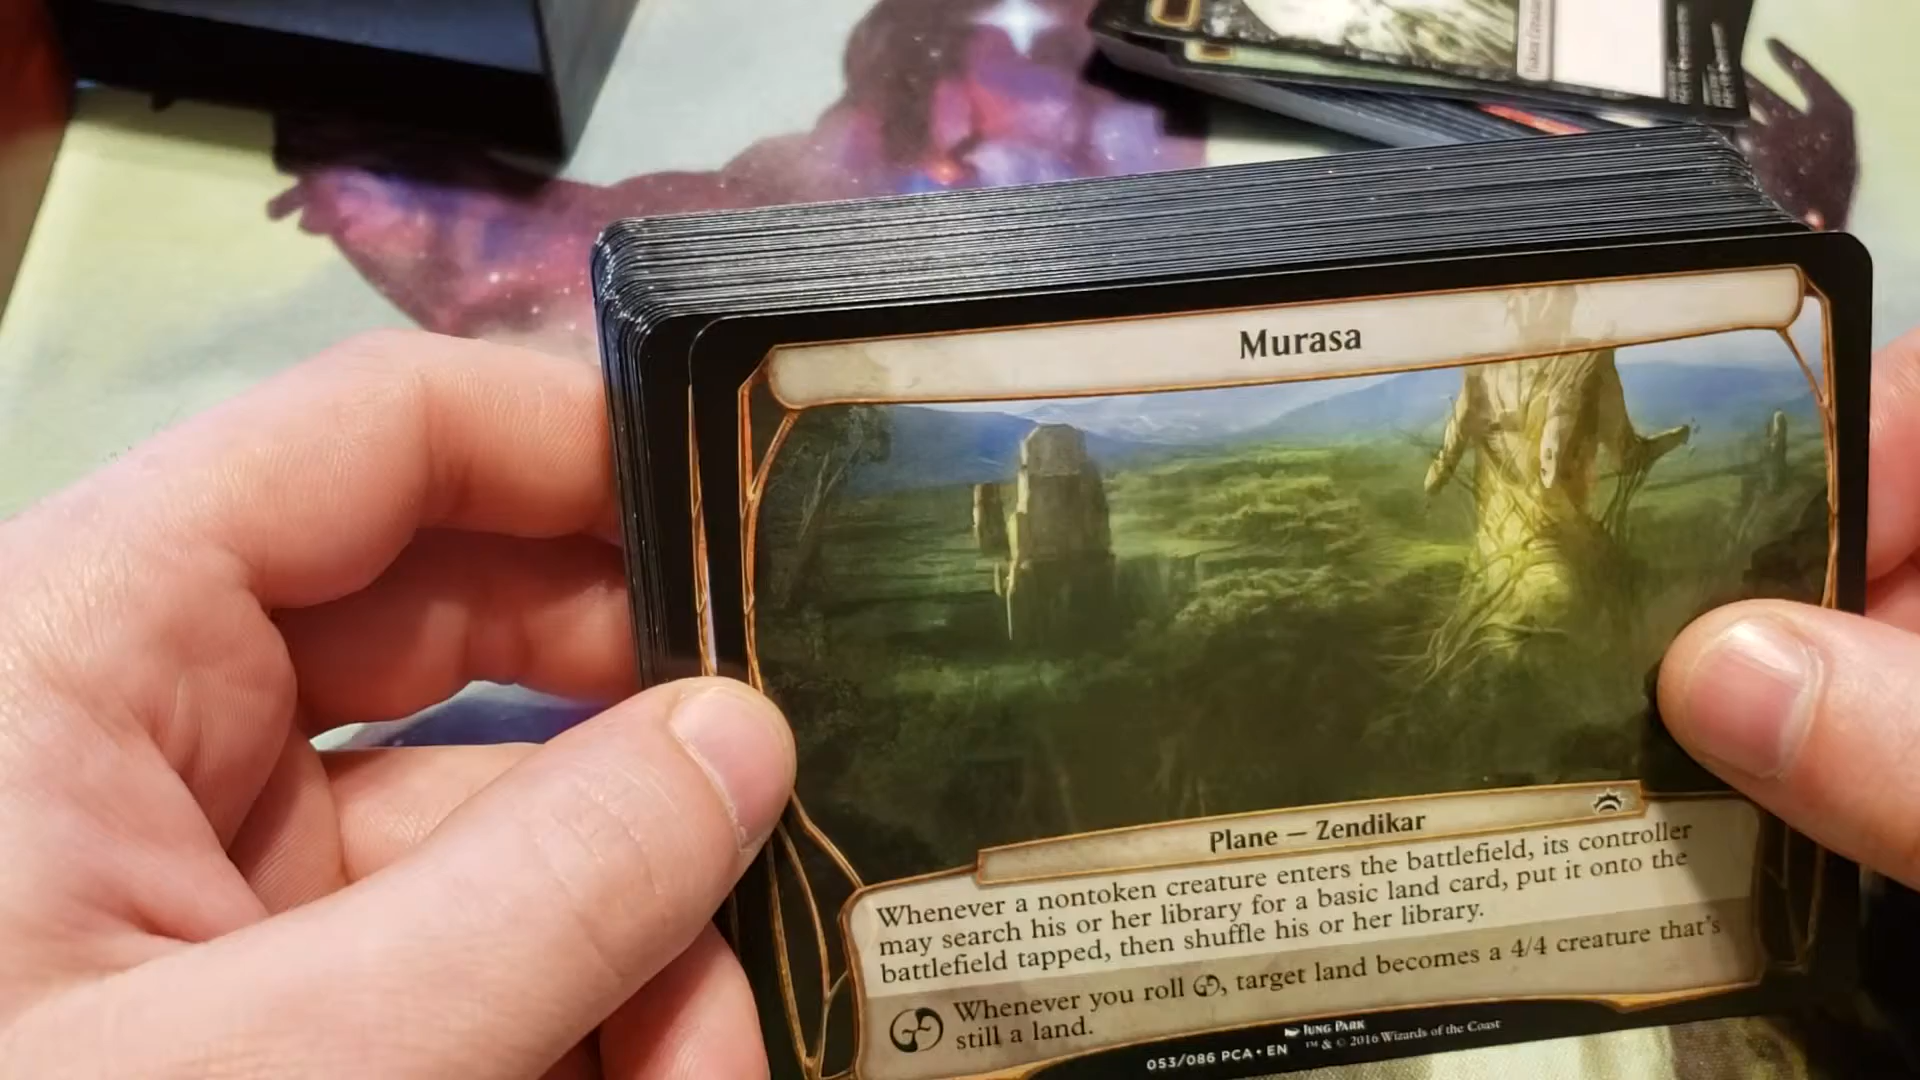 Murasa
Plane — Zendikar
Whenever a nontoken creature enters the battlefield, its controller
may search his or her library for a basic land card, put it onto the
battlefield tapped, then shuffle his or her library.
Whenever you roll , target land becomes a 4/4 creature that's
still a land.
Jung Park
053/086 PCA • EN ™ & © 2016 Wizards of the Coast